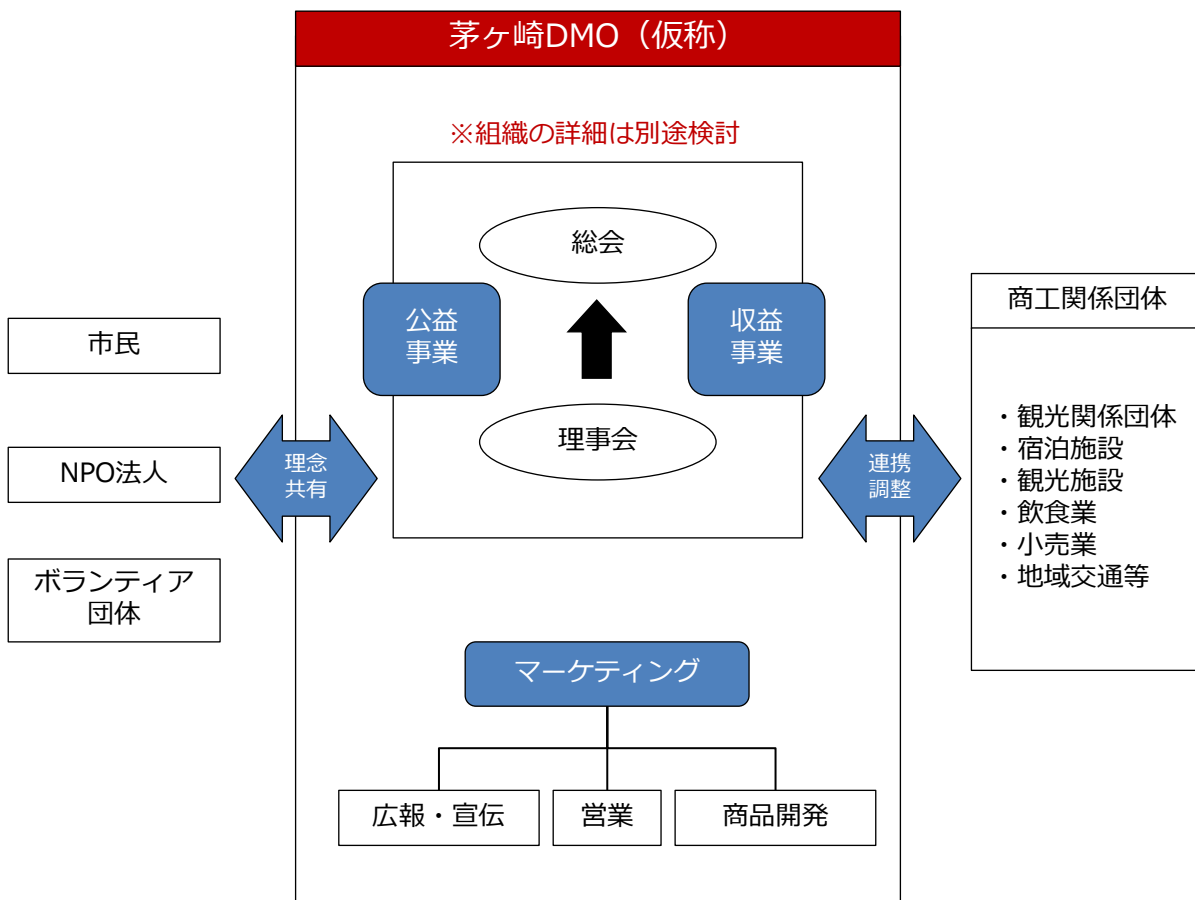 茅ヶ崎DMO（仮称）
※組織の詳細は別途検討
総会
公益
事業
収益
事業
理事会
市民
NPO法人
ボランティア
団体
理念
共有
連携
調整
商工関係団体
・観光関係団体
・宿泊施設
・観光施設
・飲食業
・小売業
・地域交通等
マーケティング
広報・宣伝
営業
商品開発